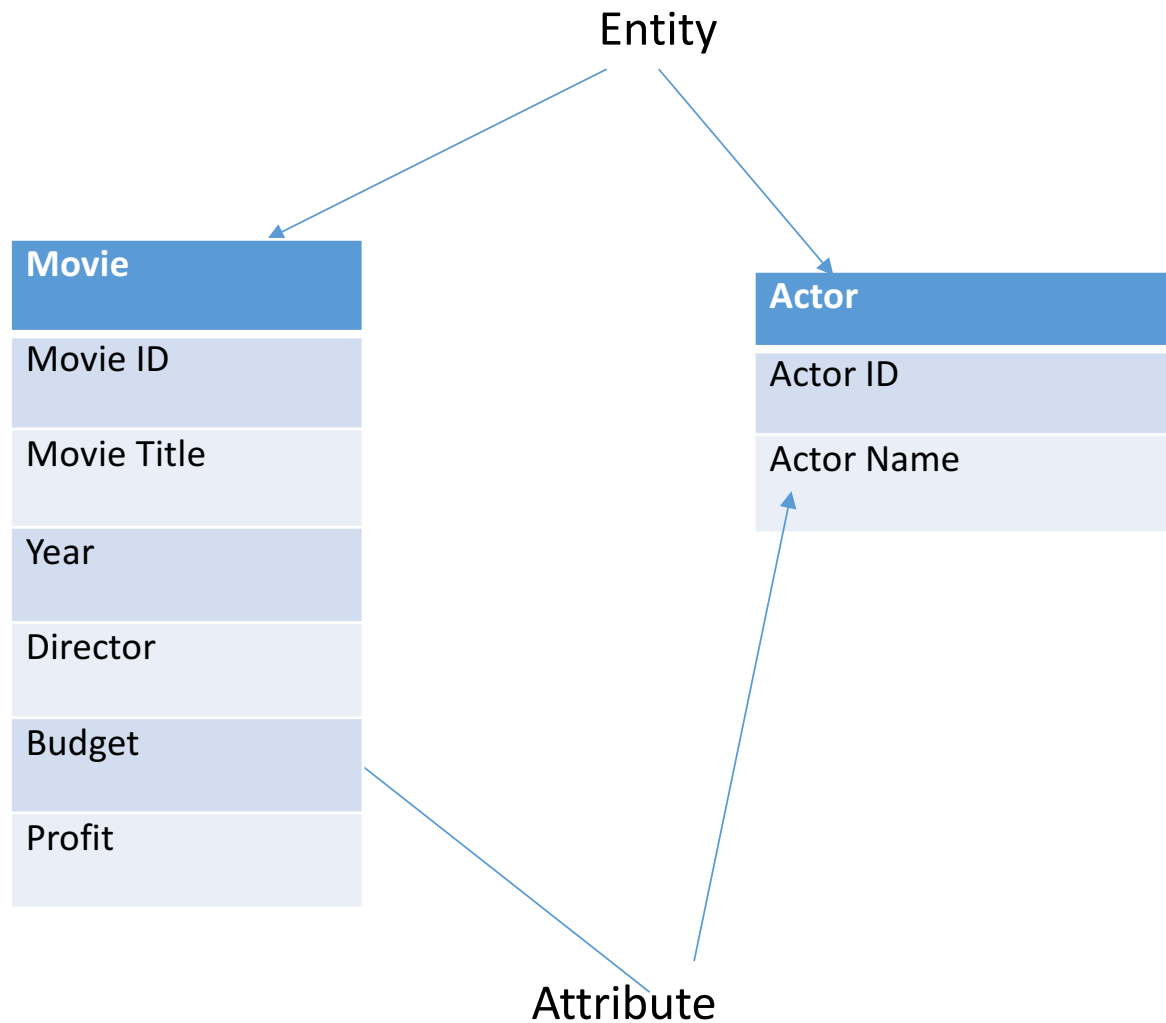 Entity
Movie
Movie ID
Movie Title
Year
Director
Budget
Profit
Actor
Actor ID
Actor Name
Attribute